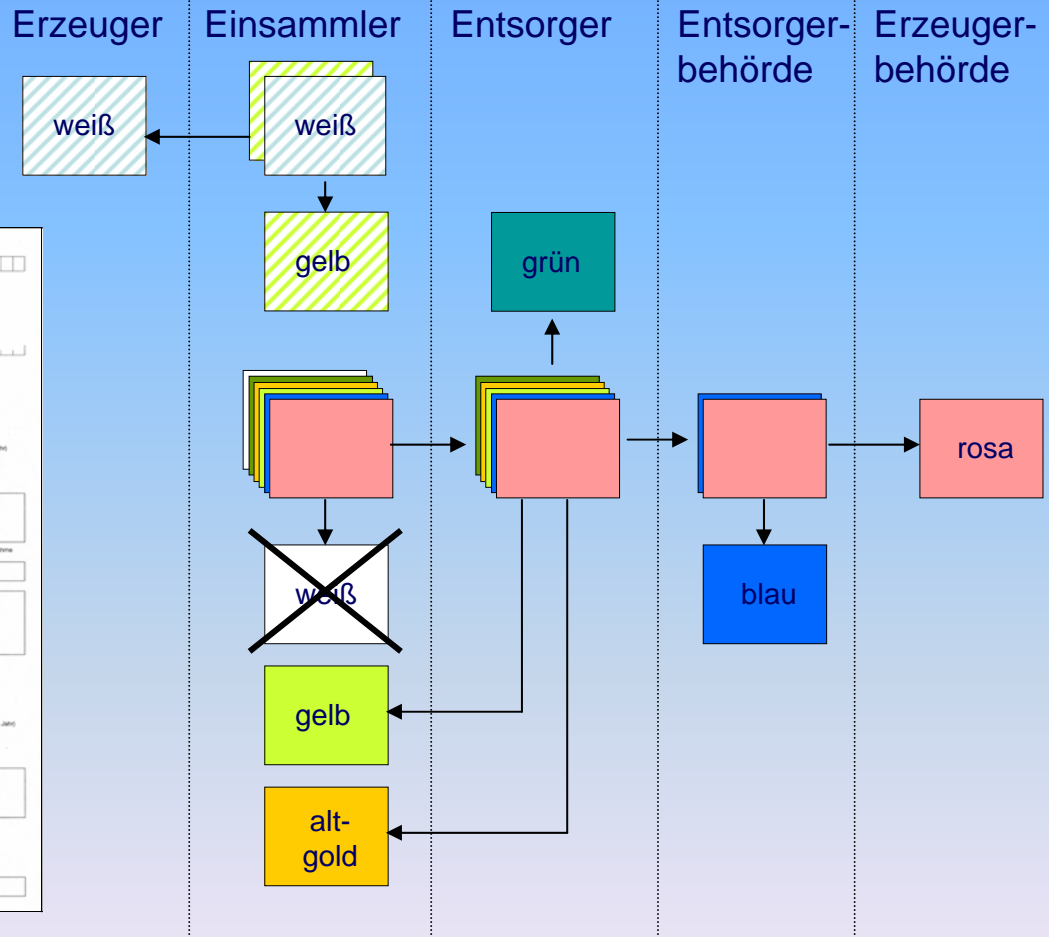 Erzeuger
Einsammler
Entsorger
Entsorger-
behörde
Erzeuger-
behörde
weiß
weiß
gelb
grün
rosa
weiß
blau
gelb
alt-
gold